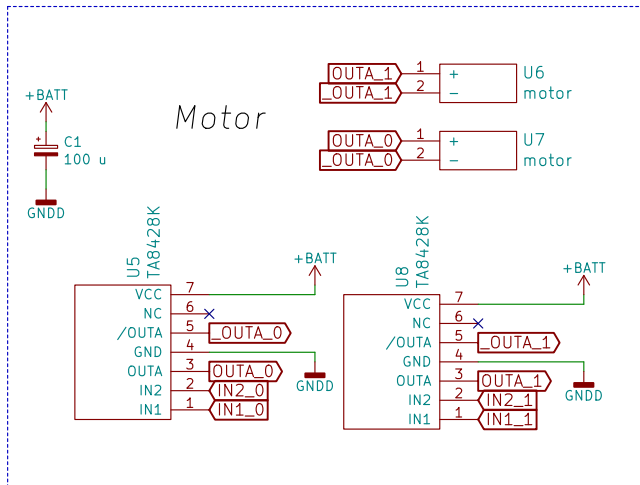 +BATT
C1
100 u
GNDD
Motor
OUTA_1
1
+
U6
_OUTA_1
2
−
motor
OUTA_0
1
+
U7
_OUTA_0
2
−
motor
U5
TA8428K
+BATT
VCC
7
NC
6
/OUTA
5
_OUTA_0
GND
4
GNDD
OUTA
3
OUTA_0
IN2
2
IN2_0
IN1
1
IN1_0
U8
TA8428K
+BATT
VCC
7
NC
6
/OUTA
5
_OUTA_1
GND
4
GNDD
OUTA
3
OUTA_1
IN2
2
IN2_1
IN1
1
IN1_1